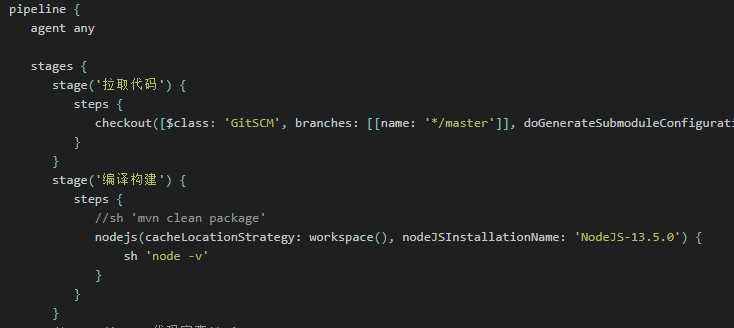 pipeline {
agent any
stages {
stage('拉取代码') {
steps {
checkout([$class: 'GitSCM', branches: [[name: '*/master']], doGenerateSubmoduleConfigurati
}
}
stage('编译构建') {
steps {
//sh 'mvn clean package'
nodejs(cacheLocationStrategy: workspace(), nodeJSInstallationName: 'NodeJS-13.5.0') {
sh 'node -v'
}
}
}